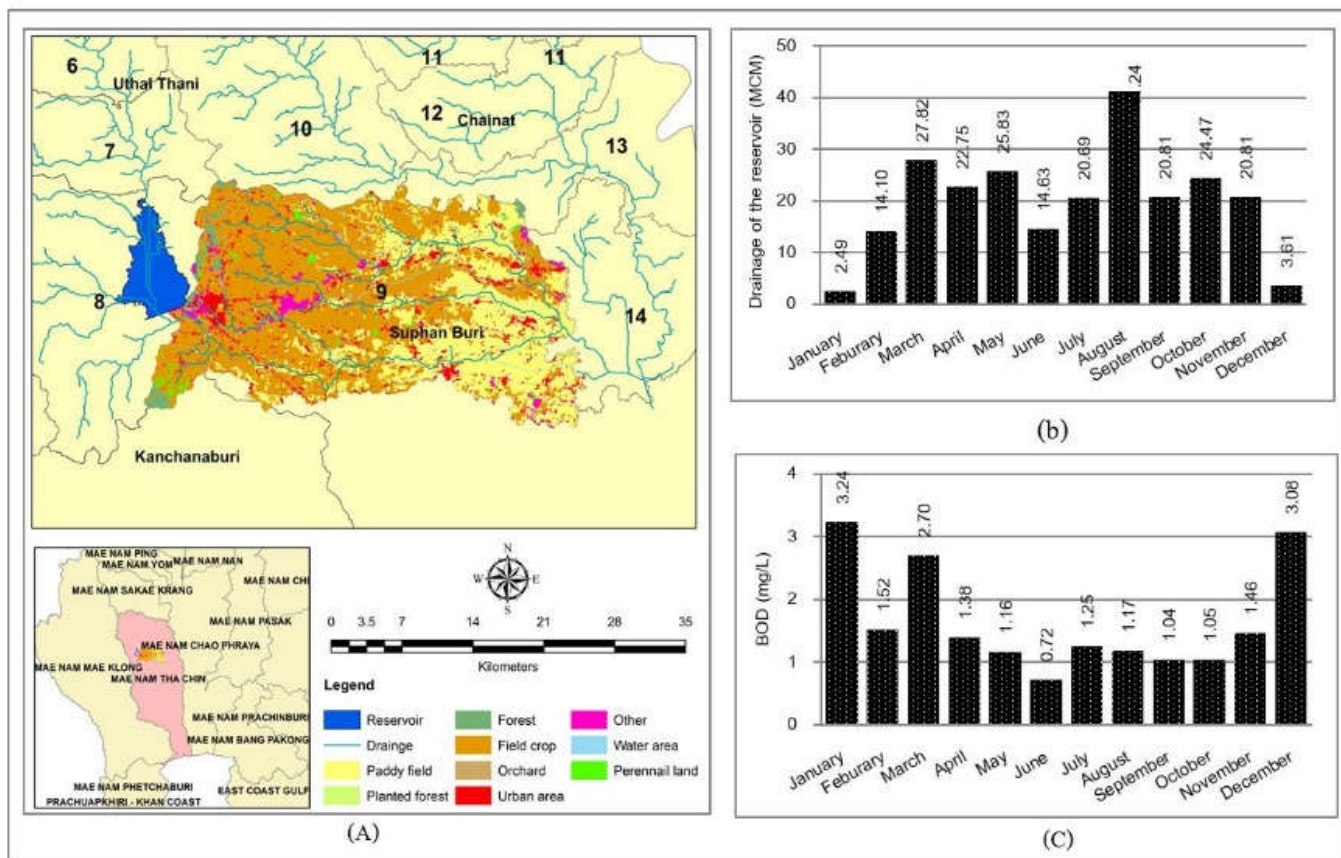 6
Uthai Thani
11
11
12
Chainat
10
7
13
8
9
14
Suphan Buri
Kanchanaburi
MAE NAM PING
MAE NAM YOM
MAE NAM NAN
MAE NAM CHI
MAE NAM SAKAE KRANG
MAE NAM PASAK
MAE NAM CHAO PHRAYA
MAE NAM MAE KLONG
MAE NAM THA CHIN
MAE NAM PRACHINBURI
MAE NAM BANG PAKONG
MAE NAM PHETCHABURI
EAST COAST GULF
PRACHUAPKHIRI - KHAN COAST
N
W E
S
0 3.5 7 14 21 28 35
Kilometers
Legend
Reservoir
Drainge
Paddy field
Planted forest
Forest
Field crop
Orchard
Urban area
Other
Water area
Perennail land
(A)
Drainage of the reservoir (MCM)
50
40
30
20
10
0
2.49
14.10
27.82
22.75
25.83
14.63
20.69
.24
20.81
24.47
20.81
3.61
January
Feburary
March
April
May
June
July
August
September
October
November
December
(b)
BOD (mg/L)
4
3
2
1
0
3.24
1.52
2.70
1.38
1.16
0.72
1.25
1.17
1.04
1.05
1.46
3.08
January
Feburary
March
April
May
June
July
August
September
October
November
December
(C)